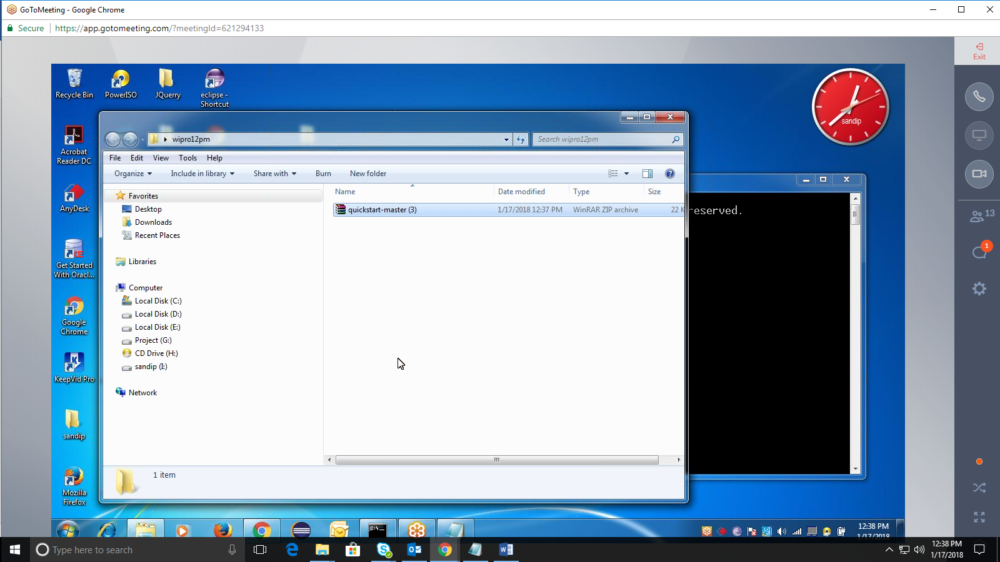 GoToMeeting - Google Chrome
Secure https://app.gotomeeting.com/?meetingId=621294133
Exit
Recycle Bin
PowerISO
JQuerry
eclipse -
Shortcut
sandip
Acrobat
Reader DC
AnyDesk
Get Started
With Oracl...
Google
Chrome
KeepVid Pro
sandip
Mozilla
Firefox
wipro12pm
Search wipro12pm
File Edit View Tools Help
Organize Include in library Share with Burn New folder
Name Date modified Type Size
quickstart-master (3) 1/17/2018 12:37 PM WinRAR ZIP archive 22 K
Favorites
Desktop
Downloads
Recent Places
Libraries
Computer
Local Disk (C:)
Local Disk (D:)
Local Disk (E:)
Project (G:)
CD Drive (H:)
sandip (I:)
Network
1 item
reserved.
13
1
12:38 PM
1/17/2018
Type here to search
12:38 PM
1/17/2018